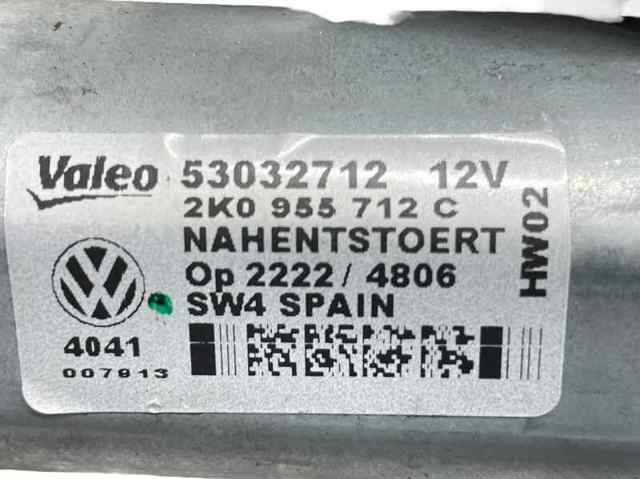 Valeo 53032712 12V
2K0 955 712 C
NAHENTSTOERT
Op 2222 / 4806
SW4 SPAIN
HW02
4041
007913